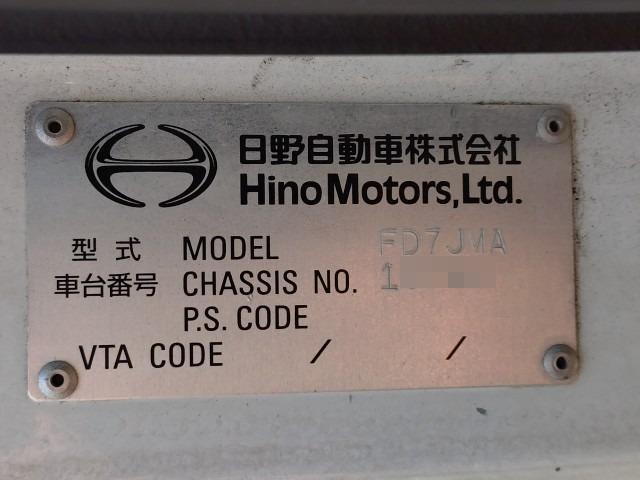 日野自動車株式会社
Hino Motors, Ltd.
型式 MODEL FD7JMA
車台番号 CHASSIS NO. 1
P.S. CODE
VTA CODE / /